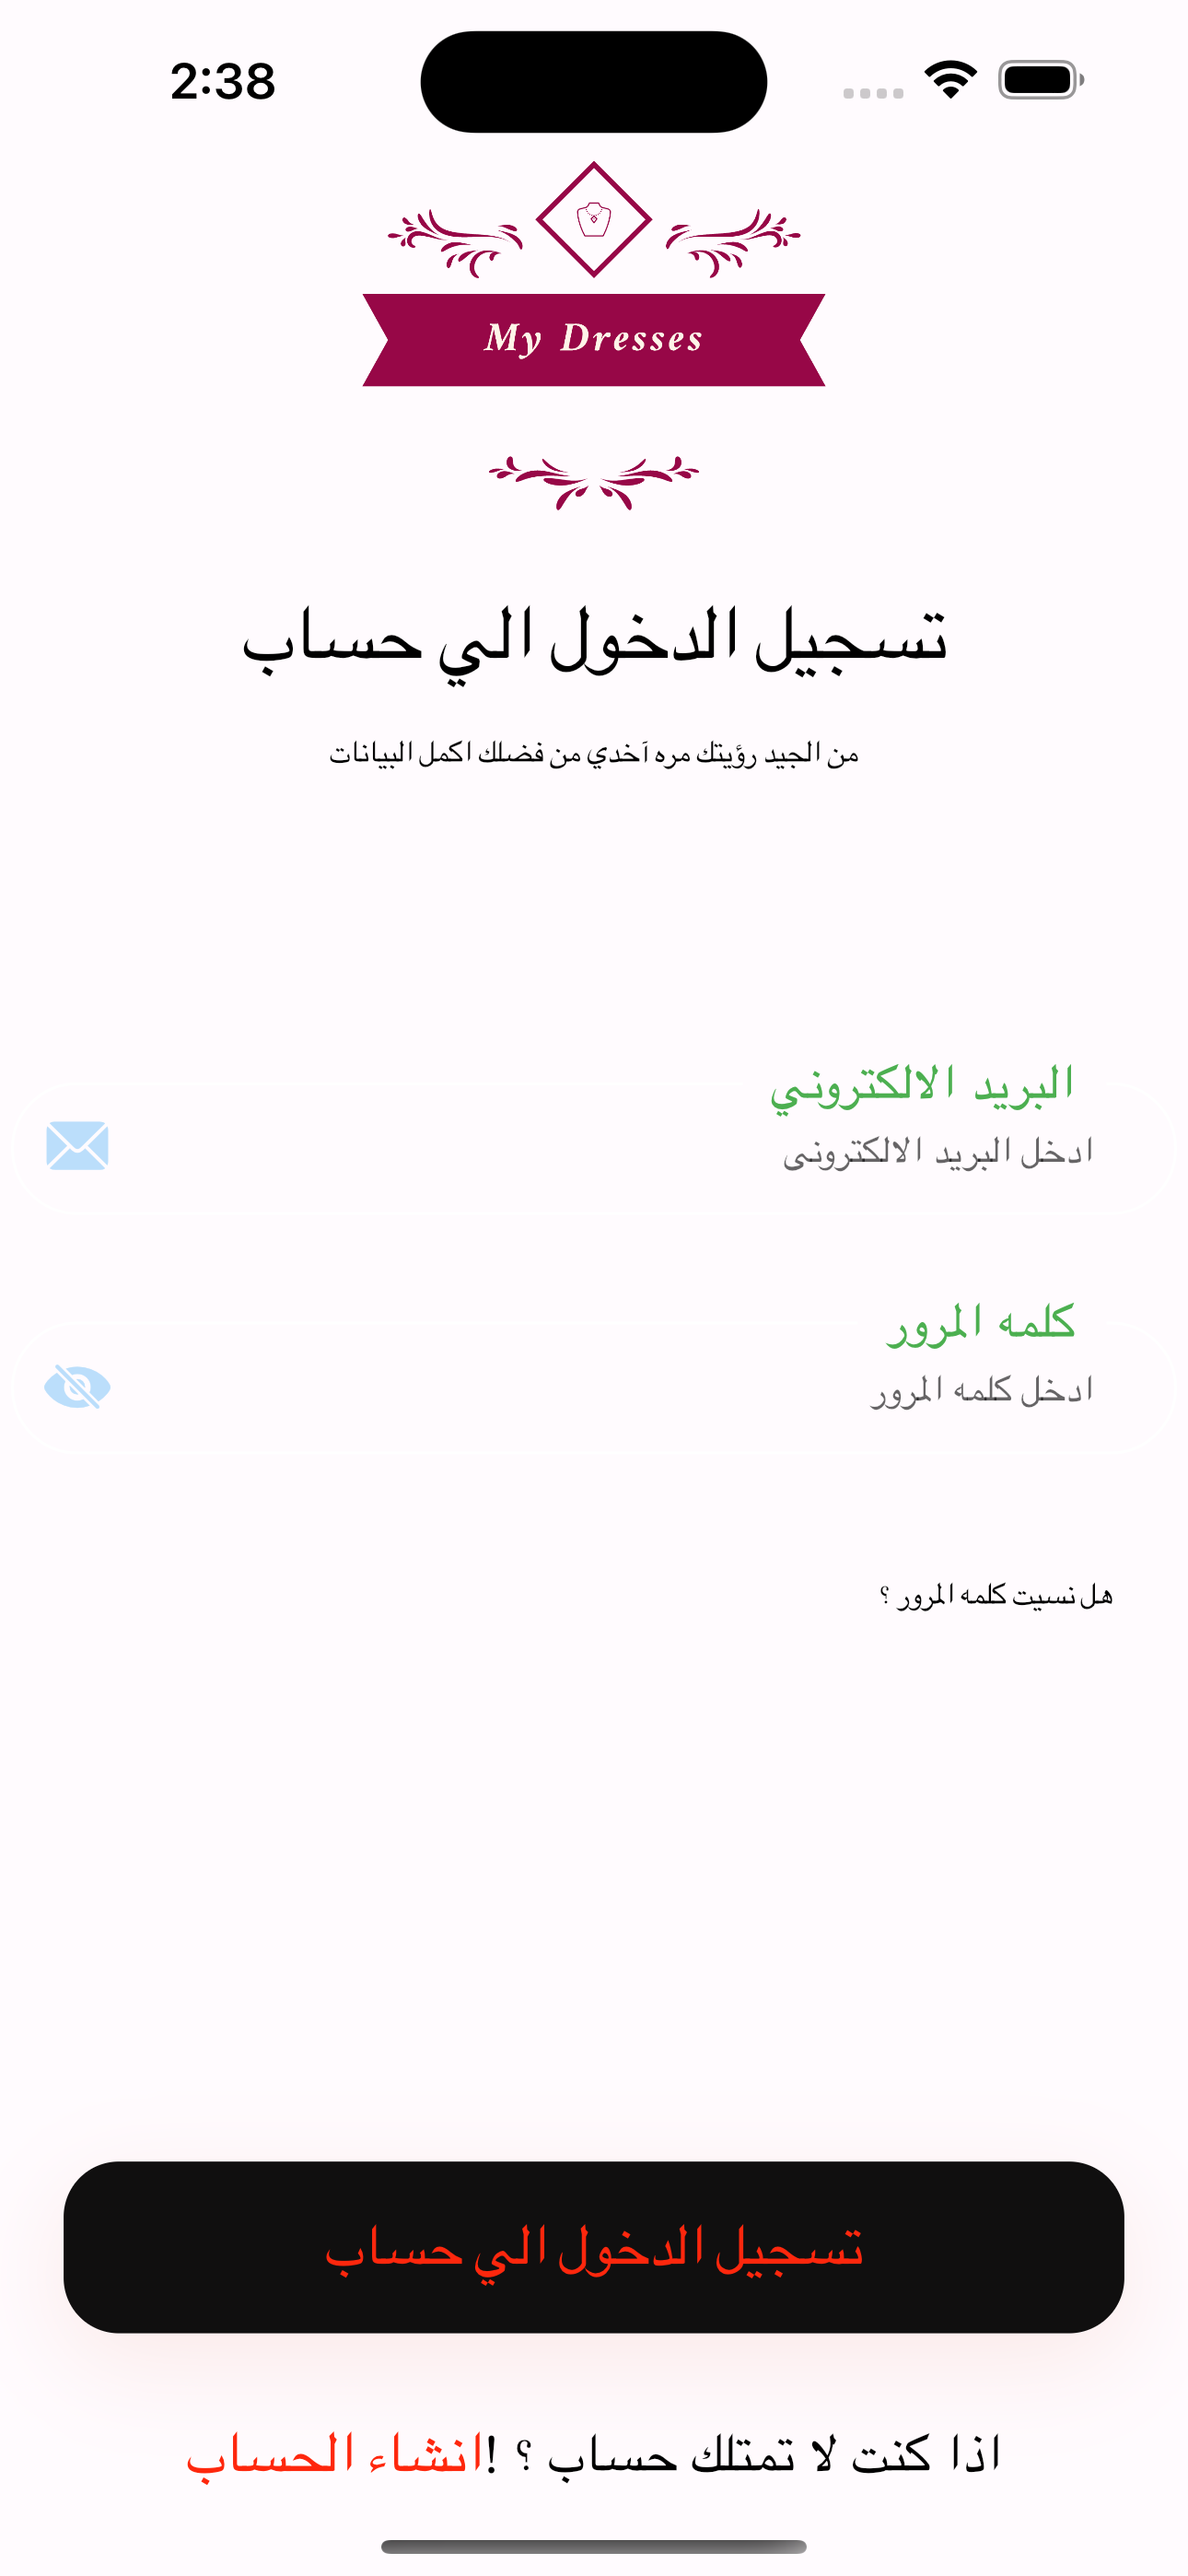 2:38
My Dresses
تسجيل الدخول الي حساب
من الجيد رؤيتك مره آخدي من فضلك اكمل البيانات
البريد الالكتروني
ادخل البريد الالكترونى
كلمه المرور
ادخل كلمه المرور
هل نسيت كلمه المرور ؟
تسجيل الدخول الي حساب
اذا كنت لا تمتلك حساب ؟ !انشاء الحساب